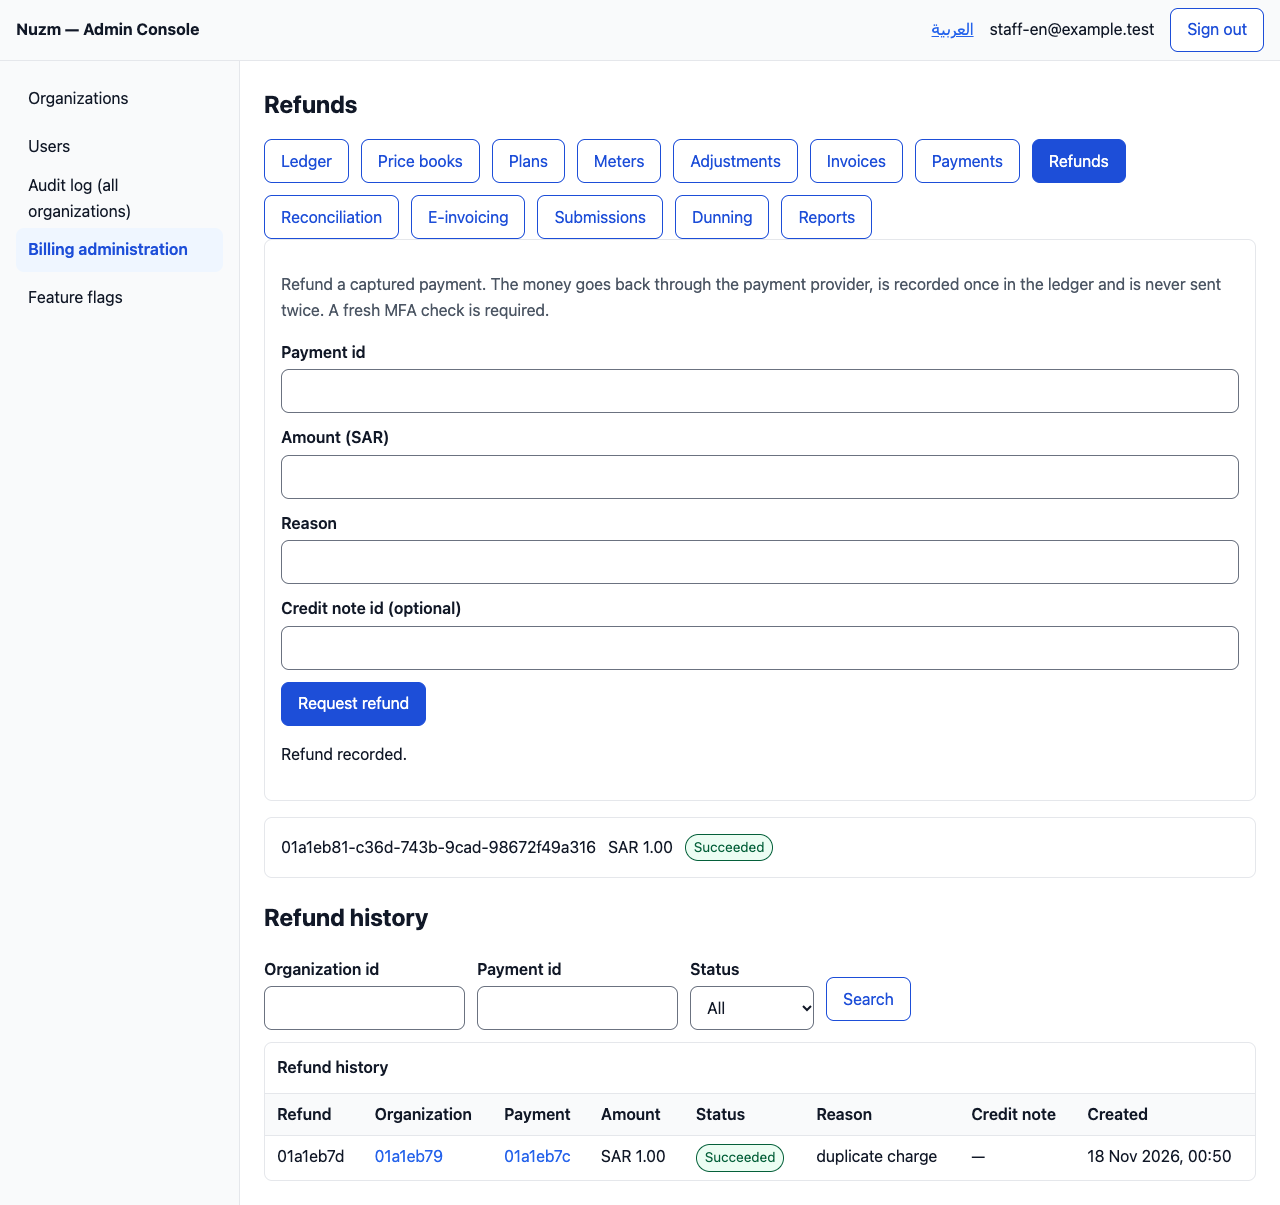 Nuzm — Admin Console
العربية
staff-en@example.test
Sign out
Organizations
Users
Audit log (all
organizations)
Billing administration
Feature flags
Refunds
Ledger
Price books
Plans
Meters
Adjustments
Invoices
Payments
Refunds
Reconciliation
E-invoicing
Submissions
Dunning
Reports
Refund a captured payment. The money goes back through the payment provider, is recorded once in the ledger and is never sent
twice. A fresh MFA check is required.
Payment id
Amount (SAR)
Reason
Credit note id (optional)
Request refund
Refund recorded.
01a1eb81-c36d-743b-9cad-98672f49a316 SAR 1.00 Succeeded
Refund history
Organization id Payment id Status
All
Search
Refund history
Refund Organization Payment Amount Status Reason Credit note Created
01a1eb7d 01a1eb79 01a1eb7c SAR 1.00 Succeeded duplicate charge — 18 Nov 2026, 00:50